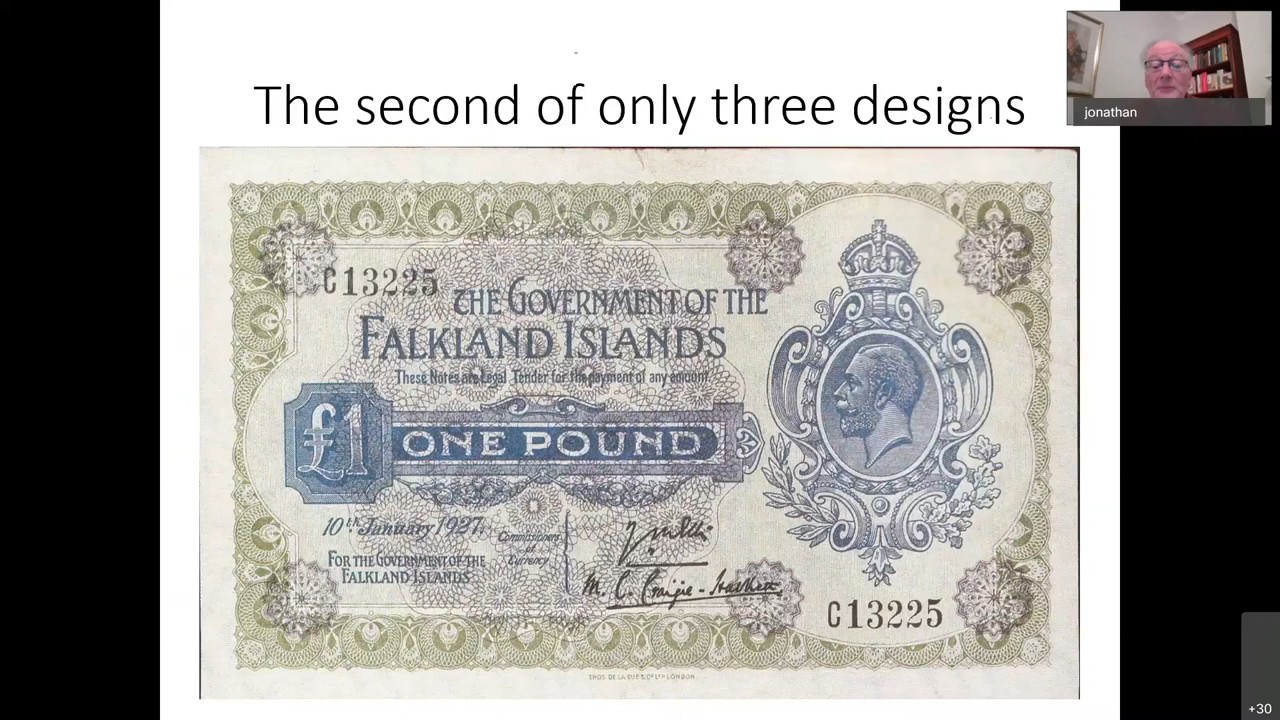 The second of only three designs
jonathan
C13225
THE GOVERNMENT OF THE
FALKLAND ISLANDS
These Notes are Legal Tender for the payment of any amount.
£1
ONE POUND
10th January 1927.
Commissioners
of
Currency
FOR THE GOVERNMENT OF THE
FALKLAND ISLANDS
M. C. Craigie-
C13225
THOS DE LA RUE & Co LTD LONDON
+30